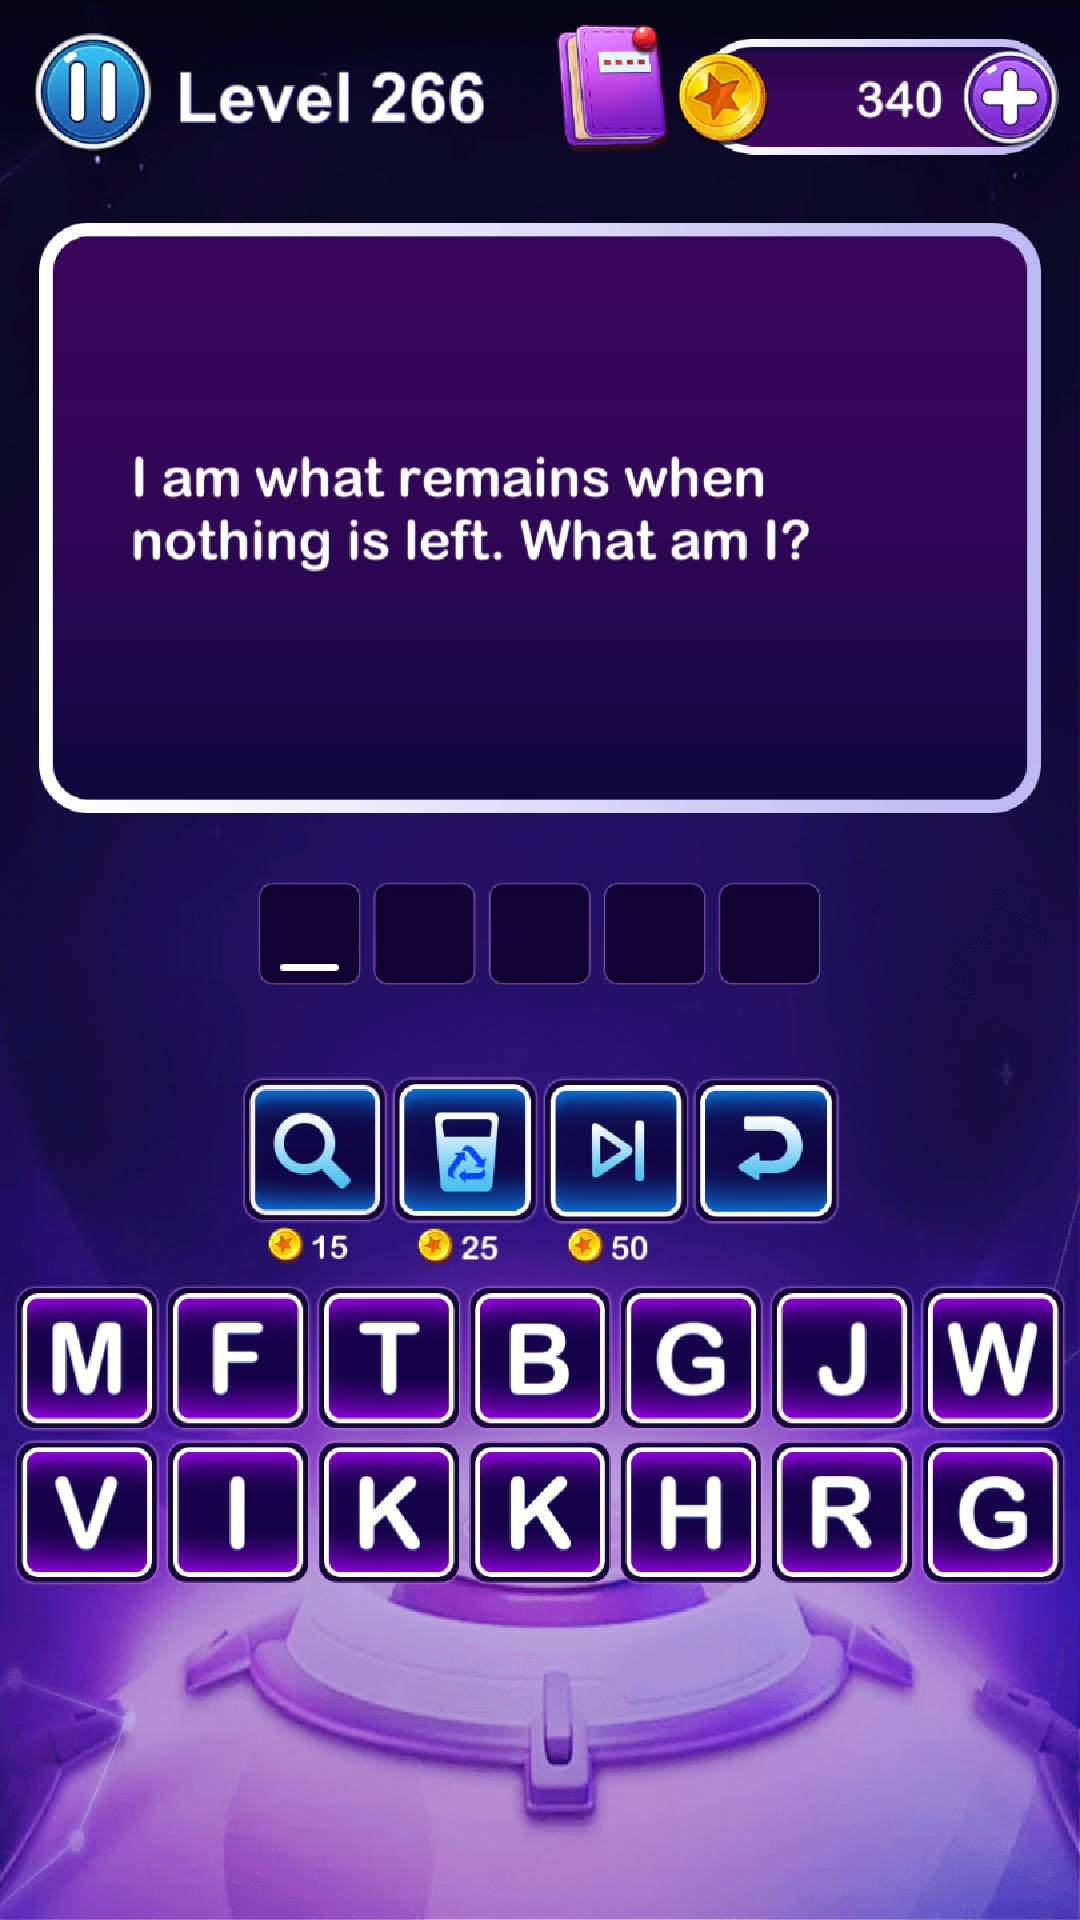 Level 266
340
I am what remains when
nothing is left. What am I?
15 25 50
M F T B G J W
V I K K H R G